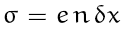 σ = e n δx